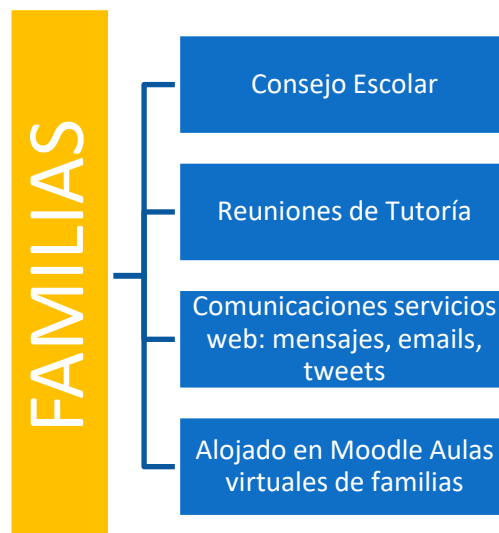 FAMILIAS
Consejo Escolar
Reuniones de Tutoría
Comunicaciones servicios
web: mensajes, emails,
tweets
Alojado en Moodle Aulas
virtuales de familias